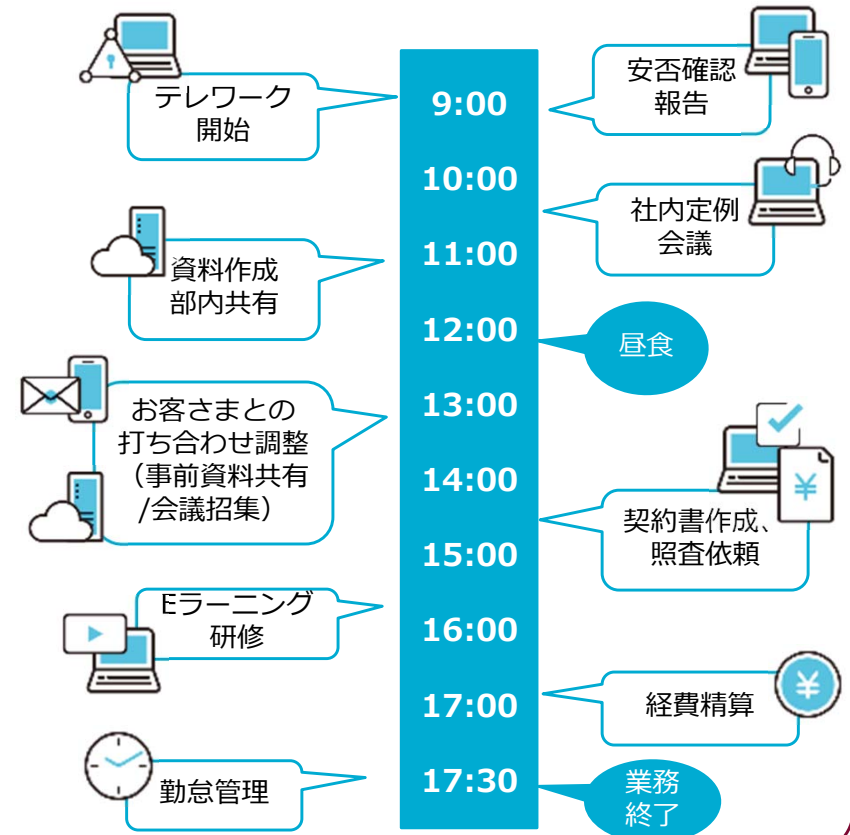 テレワーク
開始
9:00
安否確認
報告
10:00
社内定例
会議
資料作成
部内共有
11:00
12:00
昼食
お客さまとの
打ち合わせ調整
（事前資料共有
/会議招集）
13:00
14:00
契約書作成、
照査依頼
¥
15:00
Eラーニング
研修
16:00
17:00
経費精算
¥
勤怠管理
17:30
業務
終了